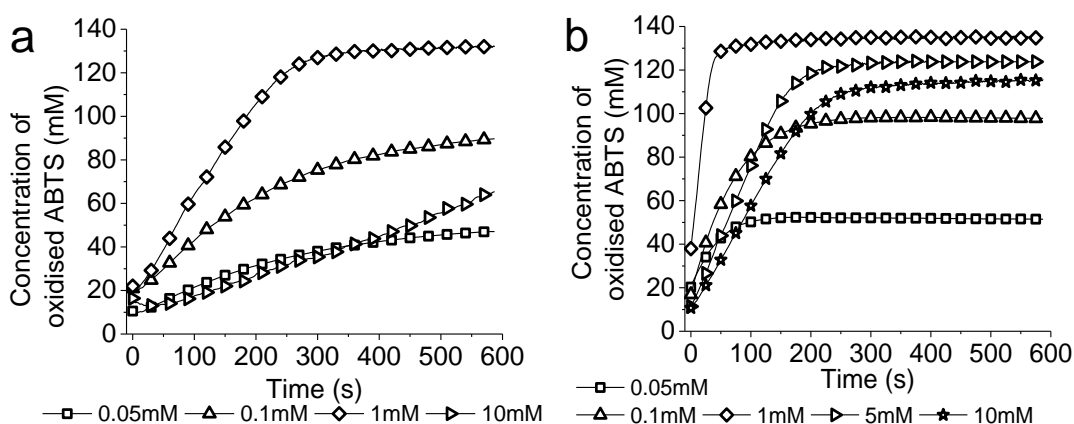 a
Concentration of
oxidised ABTS (mM)
140
120
100
80
60
40
20
0
0 100 200 300 400 500 600
Time (s)
0.05mM 0.1mM 1mM 10mM
b
Concentration of
oxidised ABTS (mM)
140
120
100
80
60
40
20
0
0 100 200 300 400 500 600
Time (s)
0.05mM
0.1mM 1mM 5mM 10mM